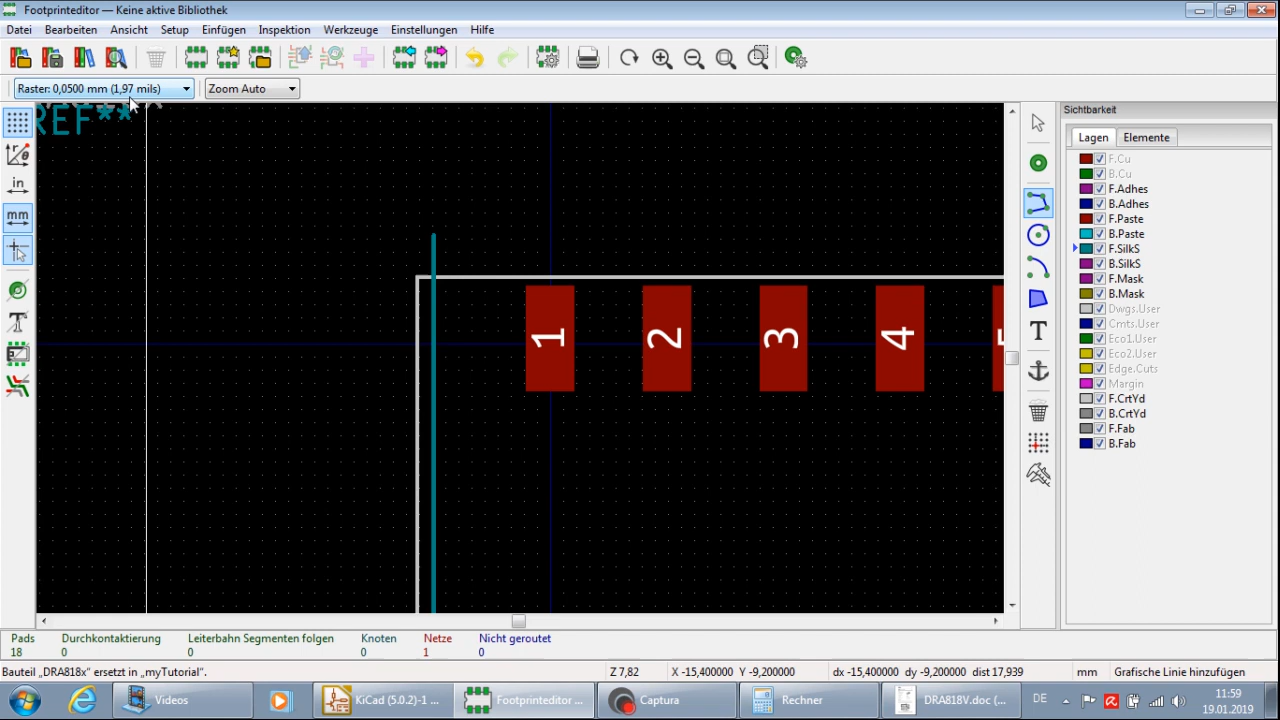 Footprinteditor — Keine aktive Bibliothek
Datei Bearbeiten Ansicht Setup Einfügen Inspektion Werkzeuge Einstellungen Hilfe
Raster: 0,0500 mm (1,97 mils) Zoom Auto
REF**
in
mm
1 2 3 4
Sichtbarkeit
Lagen Elemente
F.Cu
B.Cu
F.Adhes
B.Adhes
F.Paste
B.Paste
F.SilkS
B.SilkS
F.Mask
B.Mask
Dwgs.User
Cmts.User
Eco1.User
Eco2.User
Edge.Cuts
Margin
F.CrtYd
B.CrtYd
F.Fab
B.Fab
Pads Durchkontaktierung Leiterbahn Segmenten folgen Knoten Netze Nicht geroutet
18 0 0 0 1 0
Bauteil „DRA818x“ ersetzt in „myTutorial“. Z 7,82 X -15,400000 Y -9,200000 dx -15,400000 dy -9,200000 dist 17,939 mm Grafische Linie hinzufügen
Videos KiCad (5.0.2)-1 ... Footprinteditor ... Captura Rechner DRA818V.doc (... DE 11:59
19.01.2019